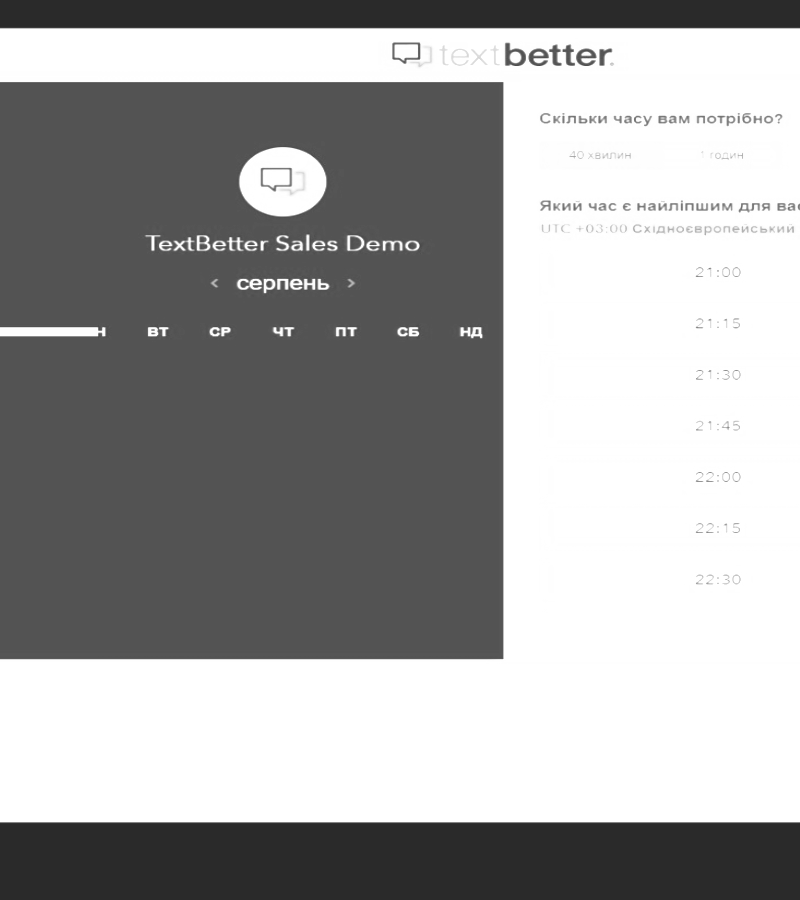 textbetter.
TextBetter Sales Demo
< серпень >
ВТ СР ЧТ ПТ СБ НД
Скільки часу вам потрібно?
40 хвилин 1 годин
Який час є найліпшим для
UTC +03:00 Східноєвропейський
21:00
21:15
21:30
21:45
22:00
22:15
22:30